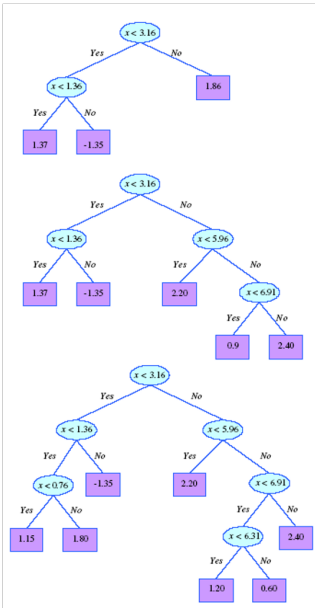 x < 3.16
Yes No
x < 1.36 1.86
Yes No
1.37 -1.35
x < 3.16
Yes No
x < 1.36 x < 5.96
Yes No Yes No
1.37 -1.35 2.20 x < 6.91
Yes No
0.9 2.40
x < 3.16
Yes No
x < 1.36 x < 5.96
Yes No Yes No
x < 0.76 -1.35 2.20 x < 6.91
Yes No Yes No
1.15 1.80 x < 6.31 2.40
Yes No
1.20 0.60